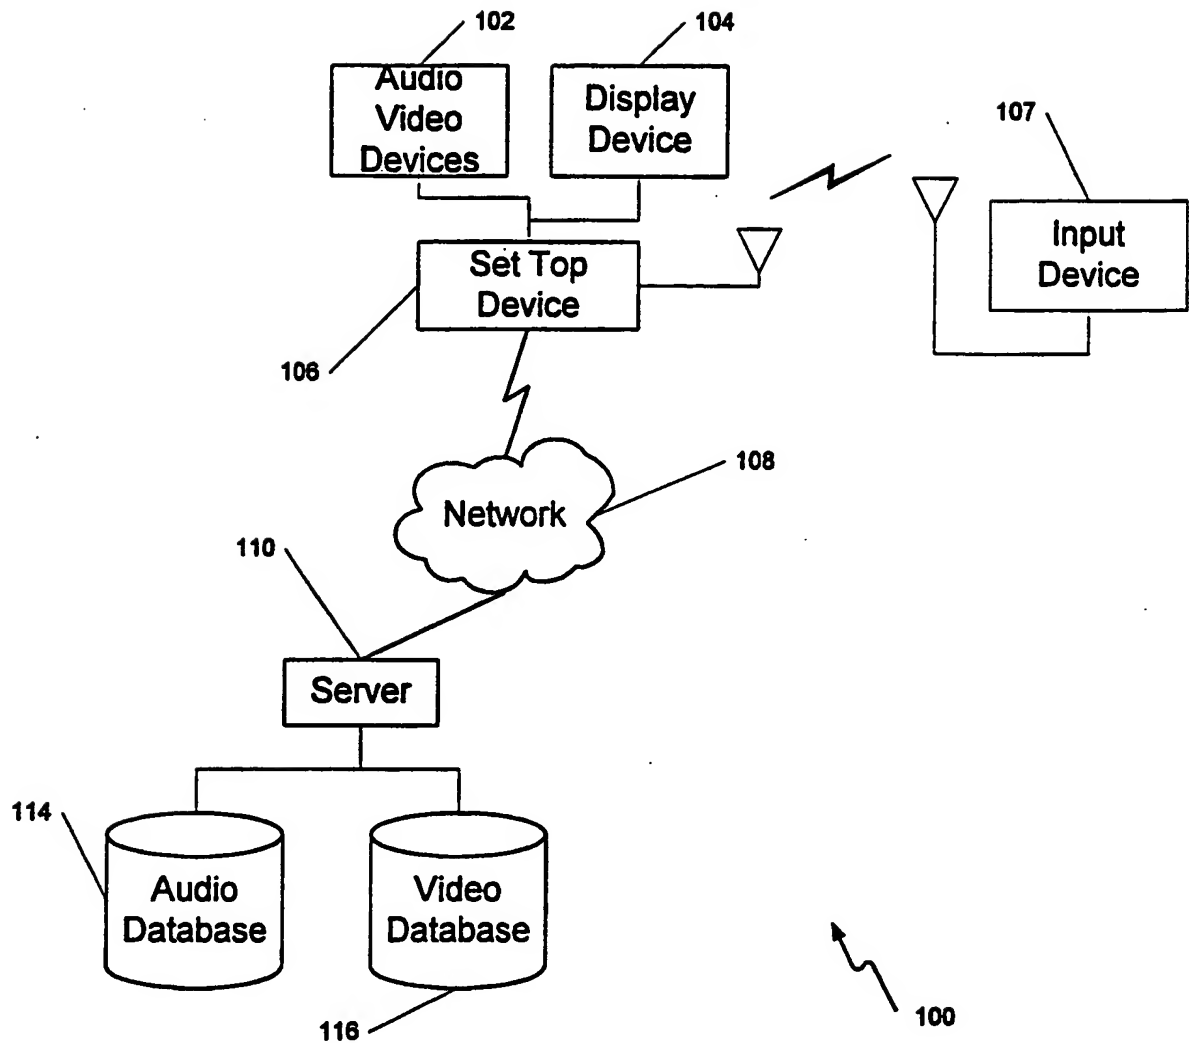 102
104
Audio
Video
Devices
Display
Device
107
Input
Device
Set Top
Device
106
108
Network
110
Server
114
Audio
Database
Video
Database
116
100